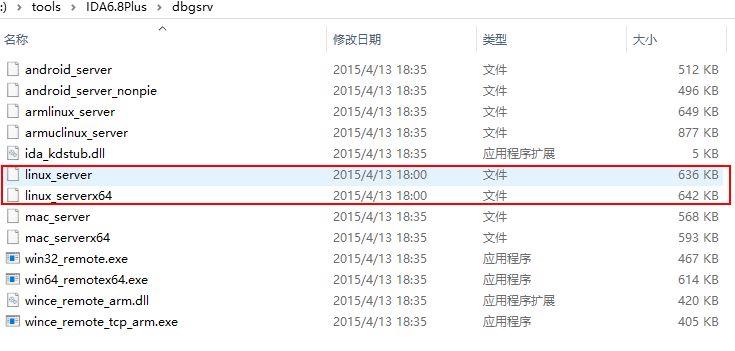 :) > tools > IDA6.8Plus > dbgsrv
名称 修改日期 类型 大小
android_server 2015/4/13 18:35 文件 512 KB
android_server_nonpie 2015/4/13 18:35 文件 496 KB
armlinux_server 2015/4/13 18:35 文件 649 KB
armuclinux_server 2015/4/13 18:35 文件 877 KB
ida_kdstub.dll 2015/4/13 18:35 应用程序扩展 5 KB
linux_server 2015/4/13 18:00 文件 636 KB
linux_serverx64 2015/4/13 18:00 文件 642 KB
mac_server 2015/4/13 18:35 文件 568 KB
mac_serverx64 2015/4/13 18:35 文件 593 KB
win32_remote.exe 2015/4/13 18:35 应用程序 467 KB
win64_remotex64.exe 2015/4/13 18:35 应用程序 614 KB
wince_remote_arm.dll 2015/4/13 18:35 应用程序扩展 420 KB
wince_remote_tcp_arm.exe 2015/4/13 18:35 应用程序 405 KB